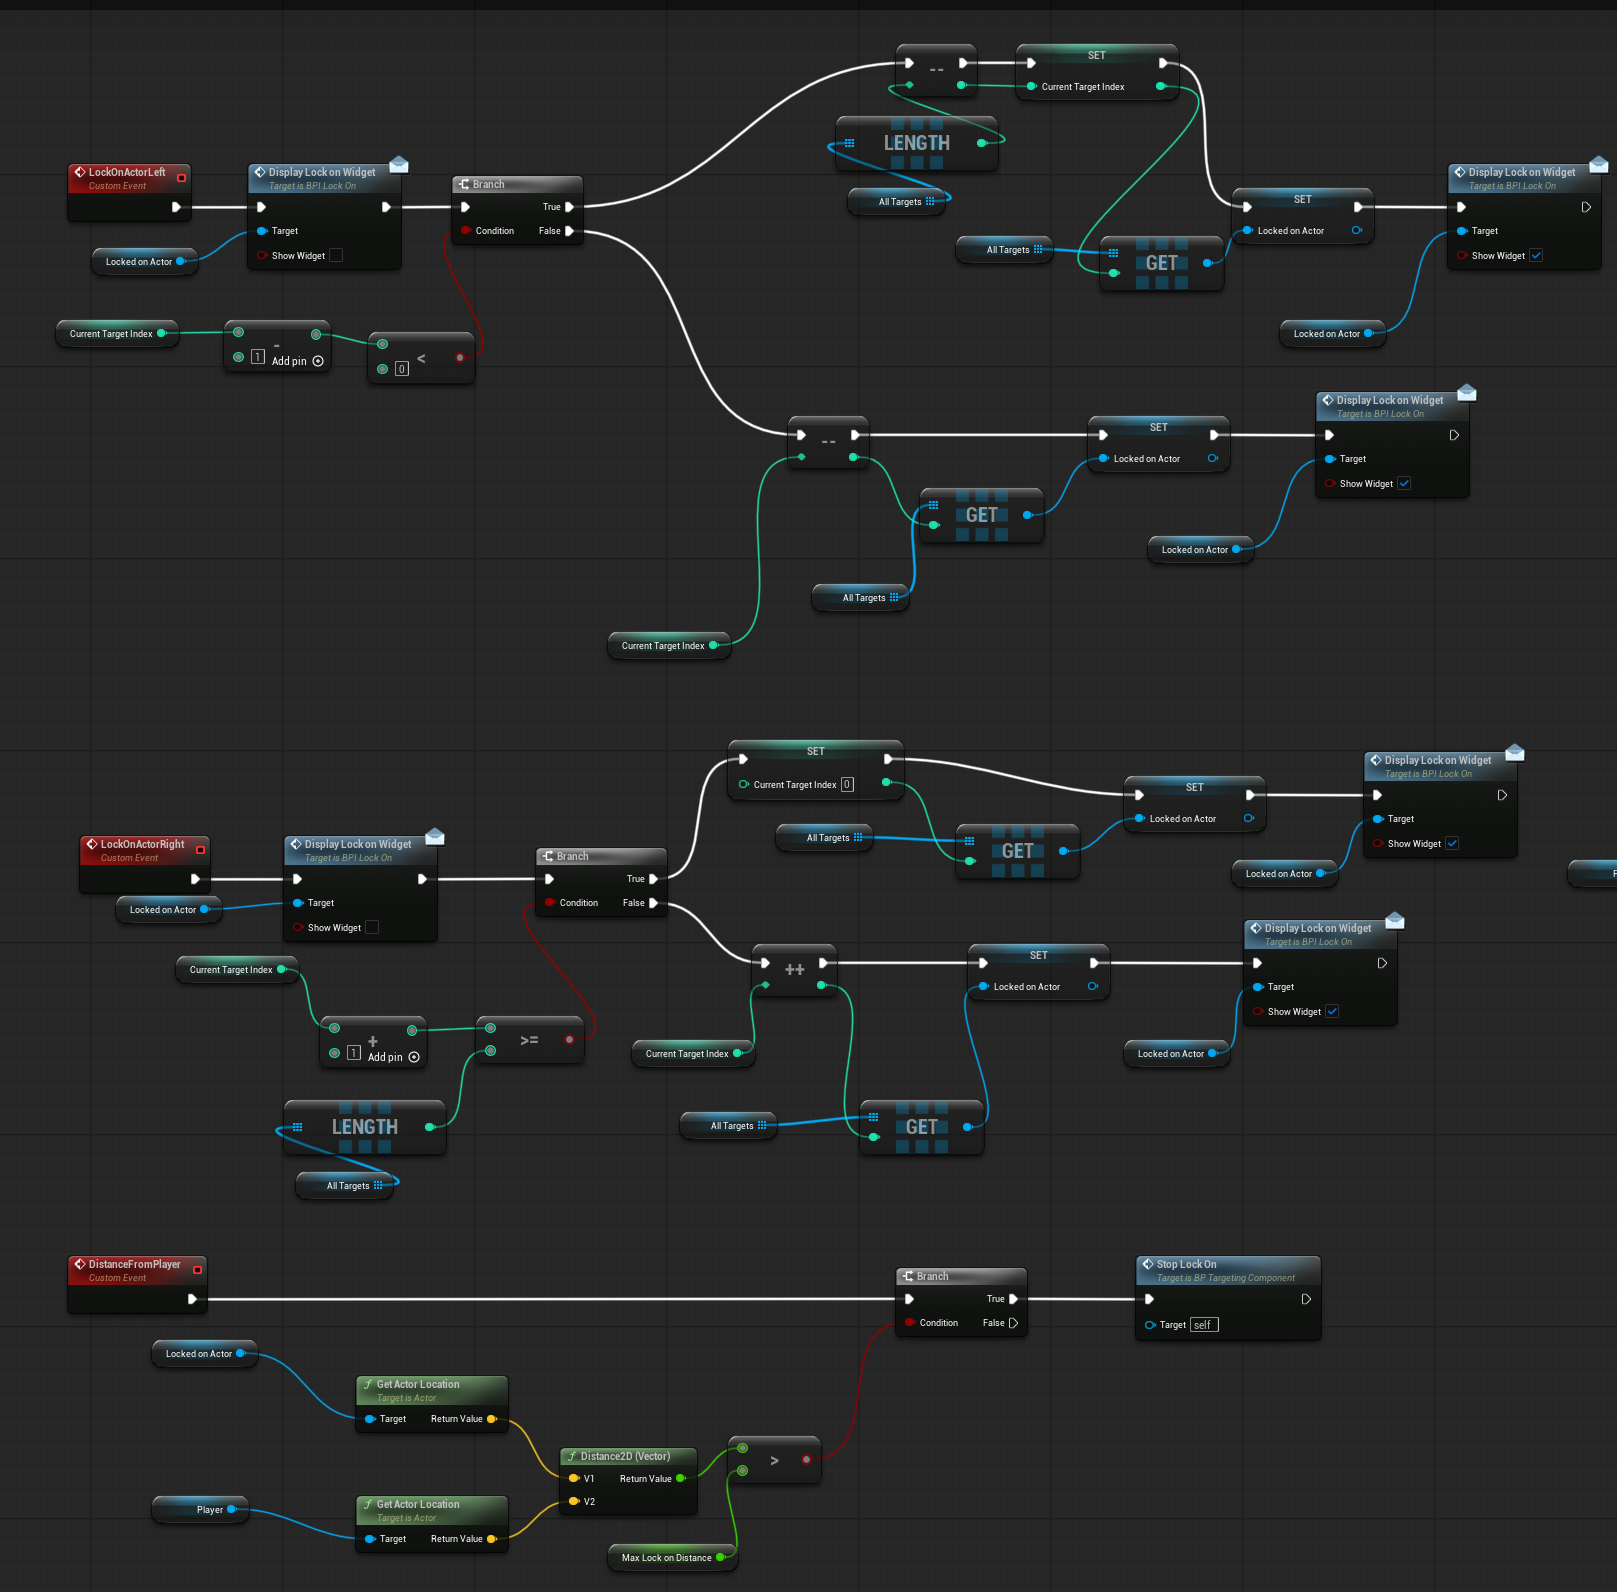 --
SET
Current Target Index
LENGTH
All Targets
LockOnActorLeft
Custom Event
Display Lock on Widget
Target is BPI Lock On
Target
Show Widget
Locked on Actor
Branch
True
Condition
False
All Targets
GET
SET
Locked on Actor
Display Lock on Widget
Target is BPI Lock On
Target
Show Widget
Locked on Actor
Current Target Index
-
1
Add pin
<
0
--
SET
Locked on Actor
Display Lock on Widget
Target is BPI Lock On
Target
Show Widget
GET
Locked on Actor
All Targets
Current Target Index
SET
Current Target Index 0
All Targets
GET
SET
Locked on Actor
Display Lock on Widget
Target is BPI Lock On
Target
Show Widget
Locked on Actor
LockOnActorRight
Custom Event
Locked on Actor
Display Lock on Widget
Target is BPI Lock On
Target
Show Widget
Branch
True
Condition
False
Current Target Index
+
1
Add pin
>=
LENGTH
All Targets
++
Current Target Index
SET
Locked on Actor
Display Lock on Widget
Target is BPI Lock On
Target
Show Widget
Locked on Actor
All Targets
GET
DistanceFromPlayer
Custom Event
Branch
True
Condition
False
Stop Lock On
Target is BP Targeting Component
Target self
Locked on Actor
Get Actor Location
Target is Actor
Target
Return Value
Distance2D (Vector)
V1
Return Value
V2
>
Player
Get Actor Location
Target is Actor
Target
Return Value
Max Lock on Distance